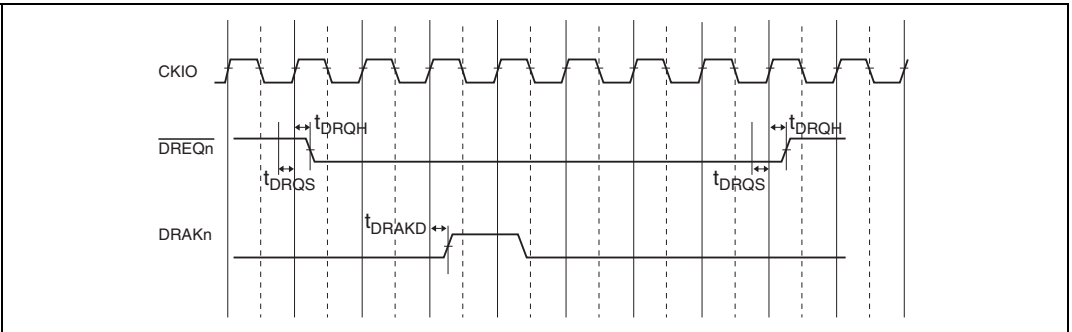 CKIO
tDRQH
tDRQH
DREQn
tDRQS
tDRQS
tDRAKD
DRAKn